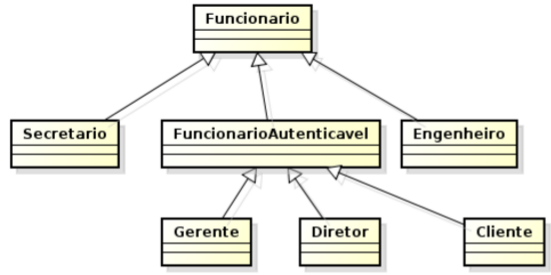 Funcionario
Secretario
FuncionarioAutenticavel
Engenheiro
Gerente
Diretor
Cliente